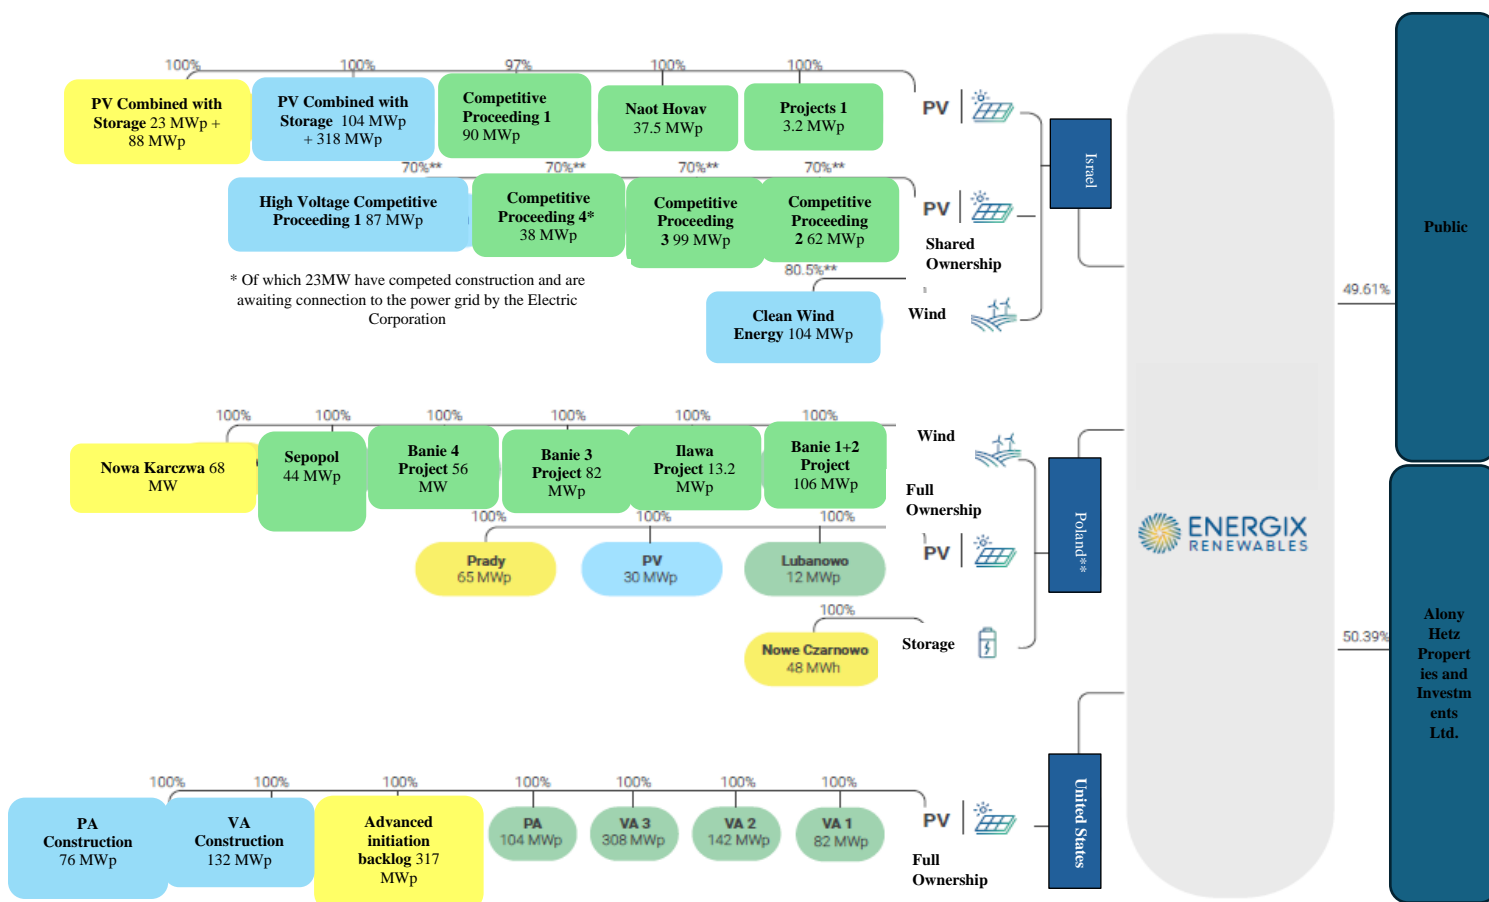 100%
100%
97%
100%
100%
PV Combined with
Storage 23 MWp +
88 MWp
PV Combined with
Storage 104 MWp
+ 318 MWp
Competitive
Proceeding 1
90 MWp
Naot Hovav
37.5 MWp
Projects 1
3.2 MWp
PV
70%**
70%**
70%**
70%**
High Voltage Competitive
Proceeding 1 87 MWp
Competitive
Proceeding 4*
38 MWp
Competitive
Proceeding
3 99 MWp
Competitive
Proceeding
2 62 MWp
PV
Shared
Ownership
Israel
* Of which 23MW have competed construction and are
awaiting connection to the power grid by the Electric
Corporation
80.5%**
Clean Wind
Energy 104 MWp
Wind
100%
100%
100%
100%
100%
100%
Nowa Karczwa 68
MW
Sepopol
44 MWp
Banie 4
Project 56
MW
Banie 3
Project 82
MWp
Ilawa
Project 13.2
MWp
Banie 1+2
Project
106 MWp
Wind
Full
Ownership
100%
100%
100%
Prady
65 MWp
PV
30 MWp
Lubanowo
12 MWp
PV
Poland**
100%
Nowe Czarnowo
48 MWh
Storage
100%
100%
100%
100%
100%
100%
100%
PA
Construction
76 MWp
VA
Construction
132 MWp
Advanced
initiation
backlog 317
MWp
PA
104 MWp
VA 3
308 MWp
VA 2
142 MWp
VA 1
82 MWp
PV
Full
Ownership
United States
ENERGIX
RENEWABLES
49.61%
Public
50.39%
Alony
Hetz
Propert
ies and
Investm
ents
Ltd.